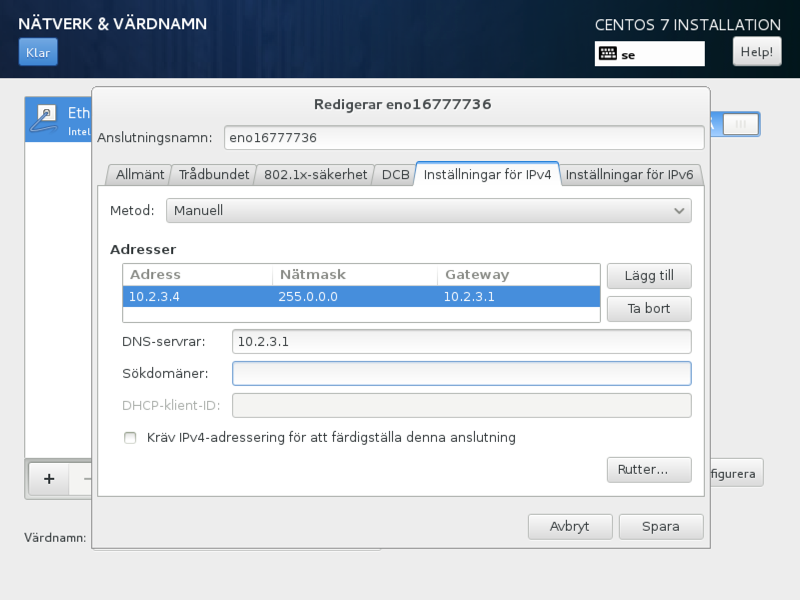 NÄTVERK & VÄRDNAMN
CENTOS 7 INSTALLATION
Klar
se
Help!
Redigerar eno16777736
Eth
Intel
Anslutningsnamn: eno16777736
Allmänt Trådbundet 802.1x-säkerhet DCB Inställningar för IPv4 Inställningar för IPv6
Metod: Manuell
Adresser
Adress Nätmask Gateway
Lägg till
10.2.3.4 255.0.0.0 10.2.3.1
Ta bort
DNS-servrar: 10.2.3.1
Sökdomäner:
DHCP-klient-ID:
Kräv IPv4-adressering för att färdigställa denna anslutning
Rutter...
figurera
Avbryt Spara
Värdnamn: